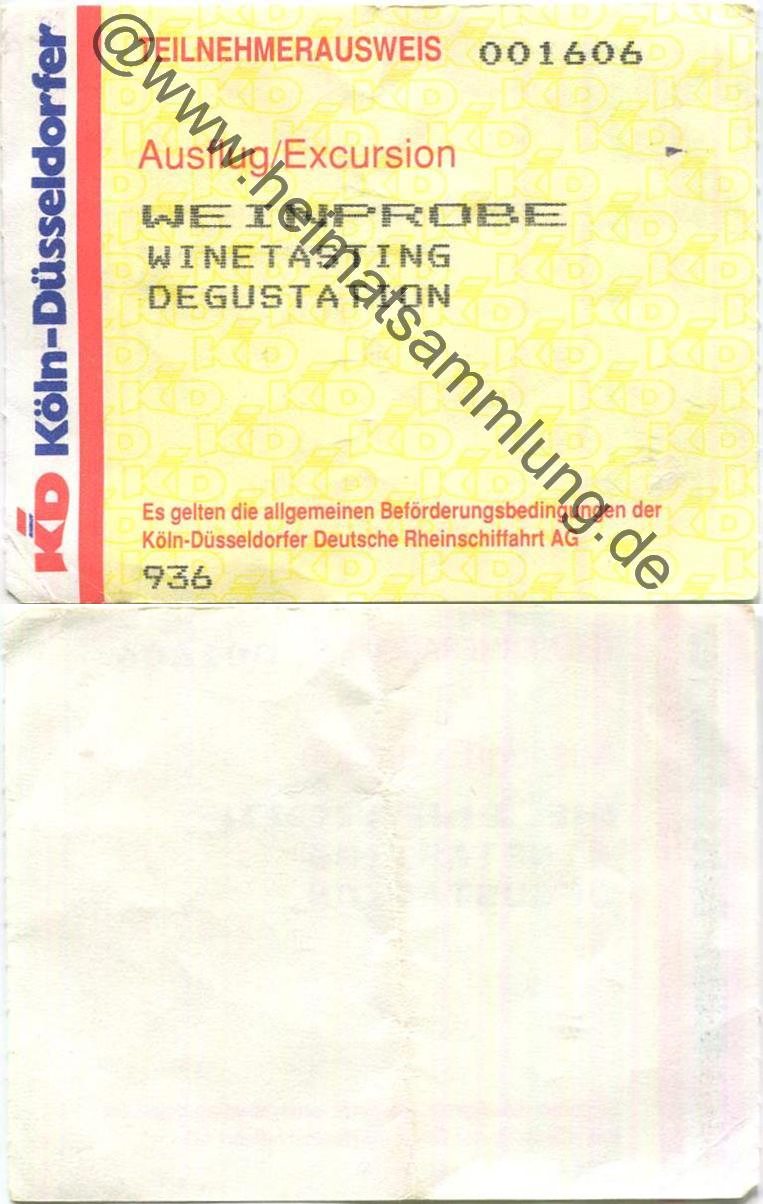 TEILNEHMERAUSWEIS 001606
Ausflug/Excursion
WEINPROBE
WINETASTING
DEGUSTATION
Es gelten die allgemeinen Beförderungsbedingungen der
Köln-Düsseldorfer Deutsche Rheinschiffahrt AG
936
KD Köln-Düsseldorfer
@www.heimatsammlung.de